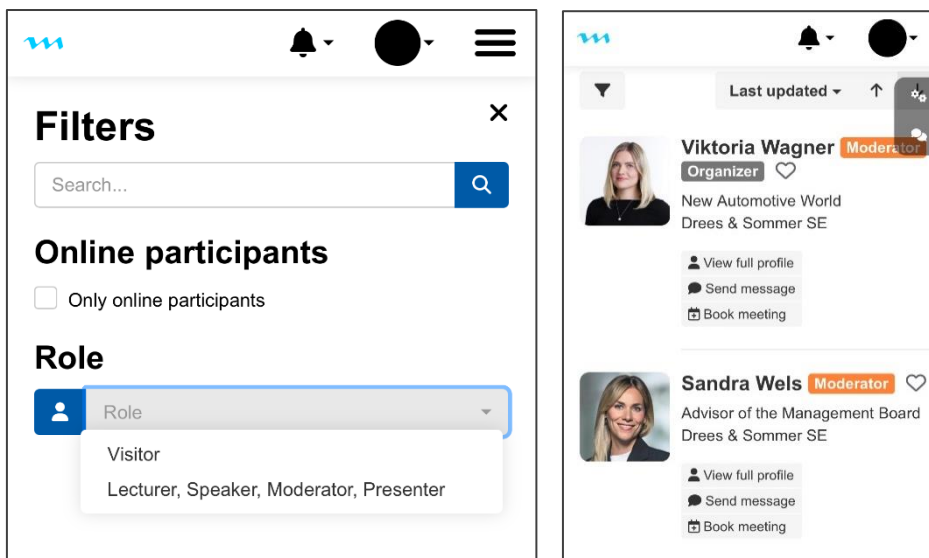 Filters
Search...
Online participants
Only online participants
Role
Role
Visitor
Lecturer, Speaker, Moderator, Presenter
Last updated
Viktoria Wagner Moderator
Organizer
New Automotive World
Drees & Sommer SE
View full profile
Send message
Book meeting
Sandra Wels Moderator
Advisor of the Management Board
Drees & Sommer SE
View full profile
Send message
Book meeting